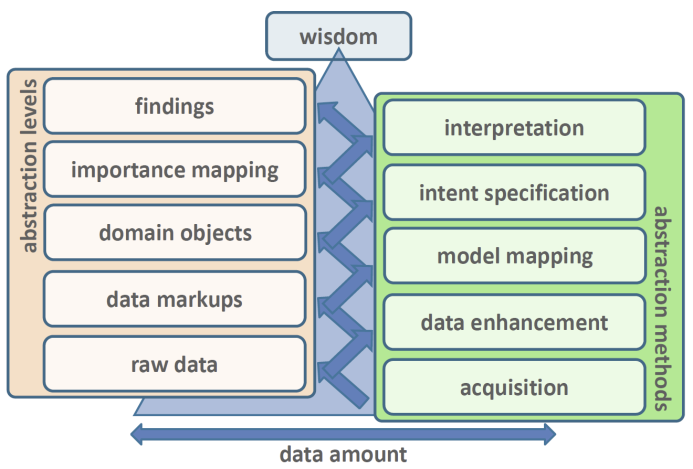 wisdom
abstraction levels
findings
importance mapping
domain objects
data markups
raw data
interpretation
intent specification
model mapping
data enhancement
acquisition
abstraction methods
data amount